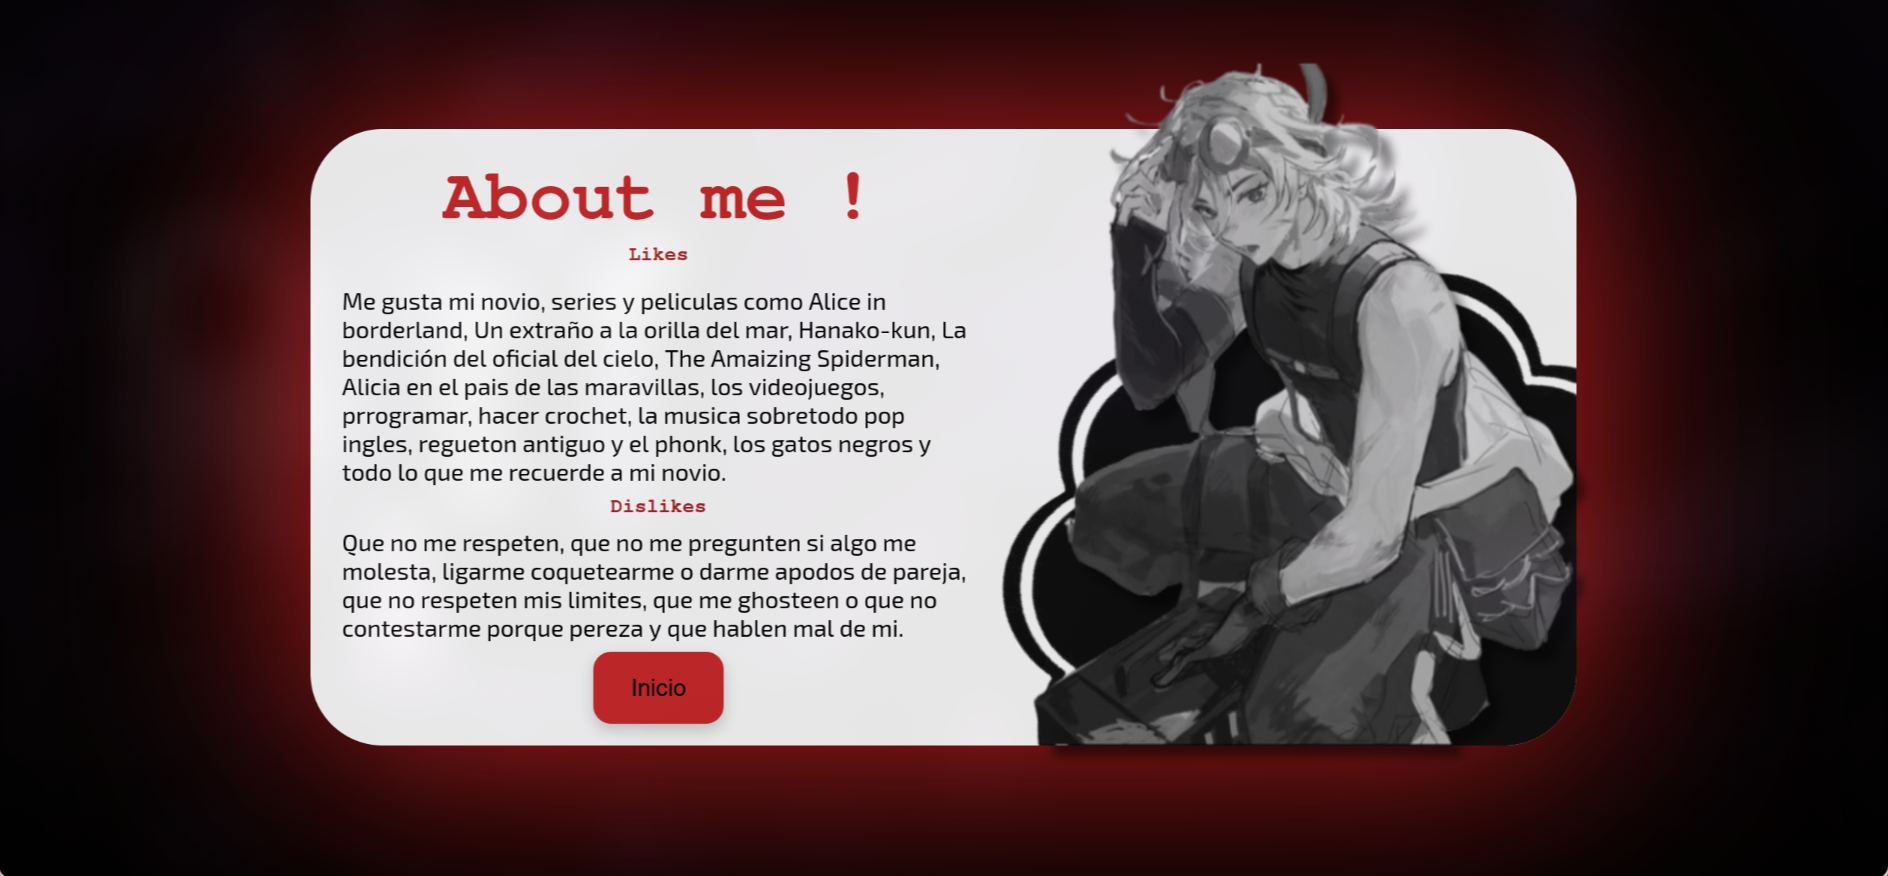 About me !
Likes
Me gusta mi novio, series y peliculas como Alice in
borderland, Un extraño a la orilla del mar, Hanako-kun, La
bendición del oficial del cielo, The Amaizing Spiderman,
Alicia en el pais de las maravillas, los videojuegos,
prrogramar, hacer crochet, la musica sobretodo pop
ingles, regueton antiguo y el phonk, los gatos negros y
todo lo que me recuerde a mi novio.
Dislikes
Que no me respeten, que no me pregunten si algo me
molesta, ligarme coquetearme o darme apodos de pareja,
que no respeten mis limites, que me ghosteen o que no
contestarme porque pereza y que hablen mal de mi.
Inicio